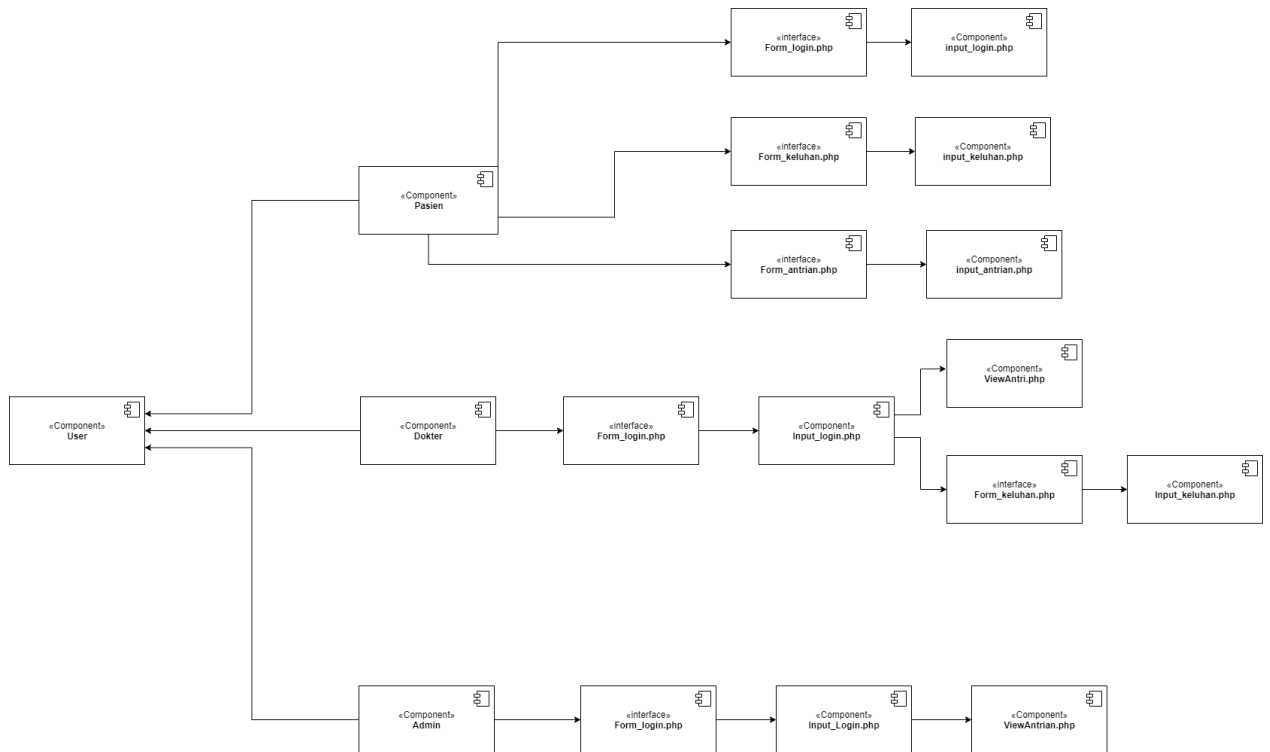 «interface»
Form_login.php
«Component»
input_login.php
«interface»
Form_keluhan.php
«Component»
input_keluhan.php
«Component»
Pasien
«interface»
Form_antrian.php
«Component»
input_antrian.php
«Component»
ViewAntri.php
«Component»
User
«Component»
Dokter
«interface»
Form_login.php
«Component»
Input_login.php
«interface»
Form_keluhan.php
«Component»
Input_keluhan.php
«Component»
Admin
«interface»
Form_login.php
«Component»
Input_Login.php
«Component»
ViewAntrian.php